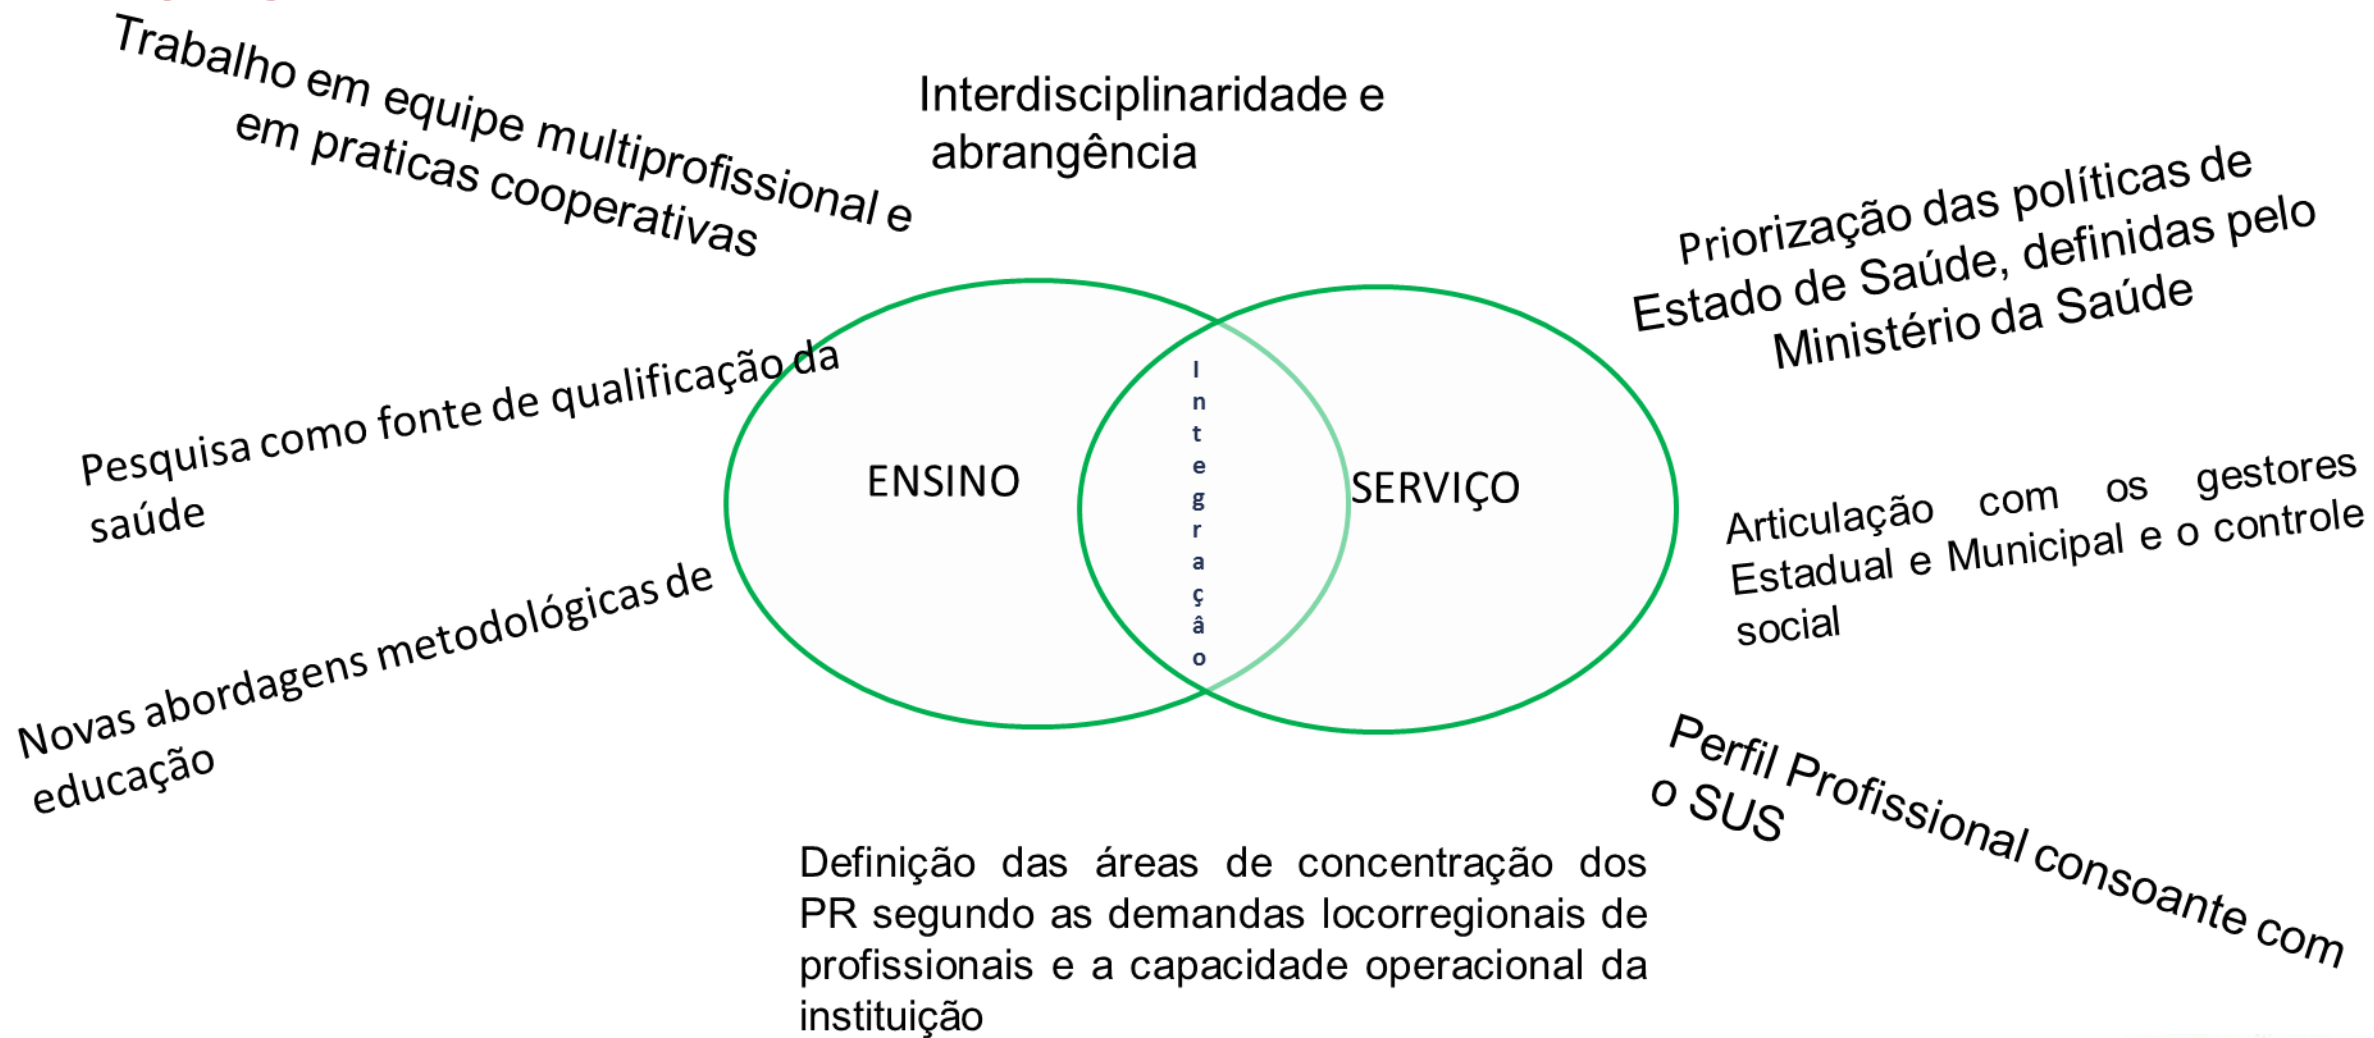 Trabalho em equipe multiprofissional e
em praticas cooperativas
Interdisciplinaridade e
abrangência
Priorização das políticas de
Estado de Saúde, definidas pelo
Ministério da Saúde
Pesquisa como fonte de qualificação da
saúde
ENSINO
Integraçâo
SERVIÇO
Articulação com os gestores
Estadual e Municipal e o controle
social
Novas abordagens metodológicas de
educação
Perfil Profissional consoante com
o SUS
Definição das áreas de concentração dos
PR segundo as demandas locorregionais de
profissionais e a capacidade operacional da
instituição